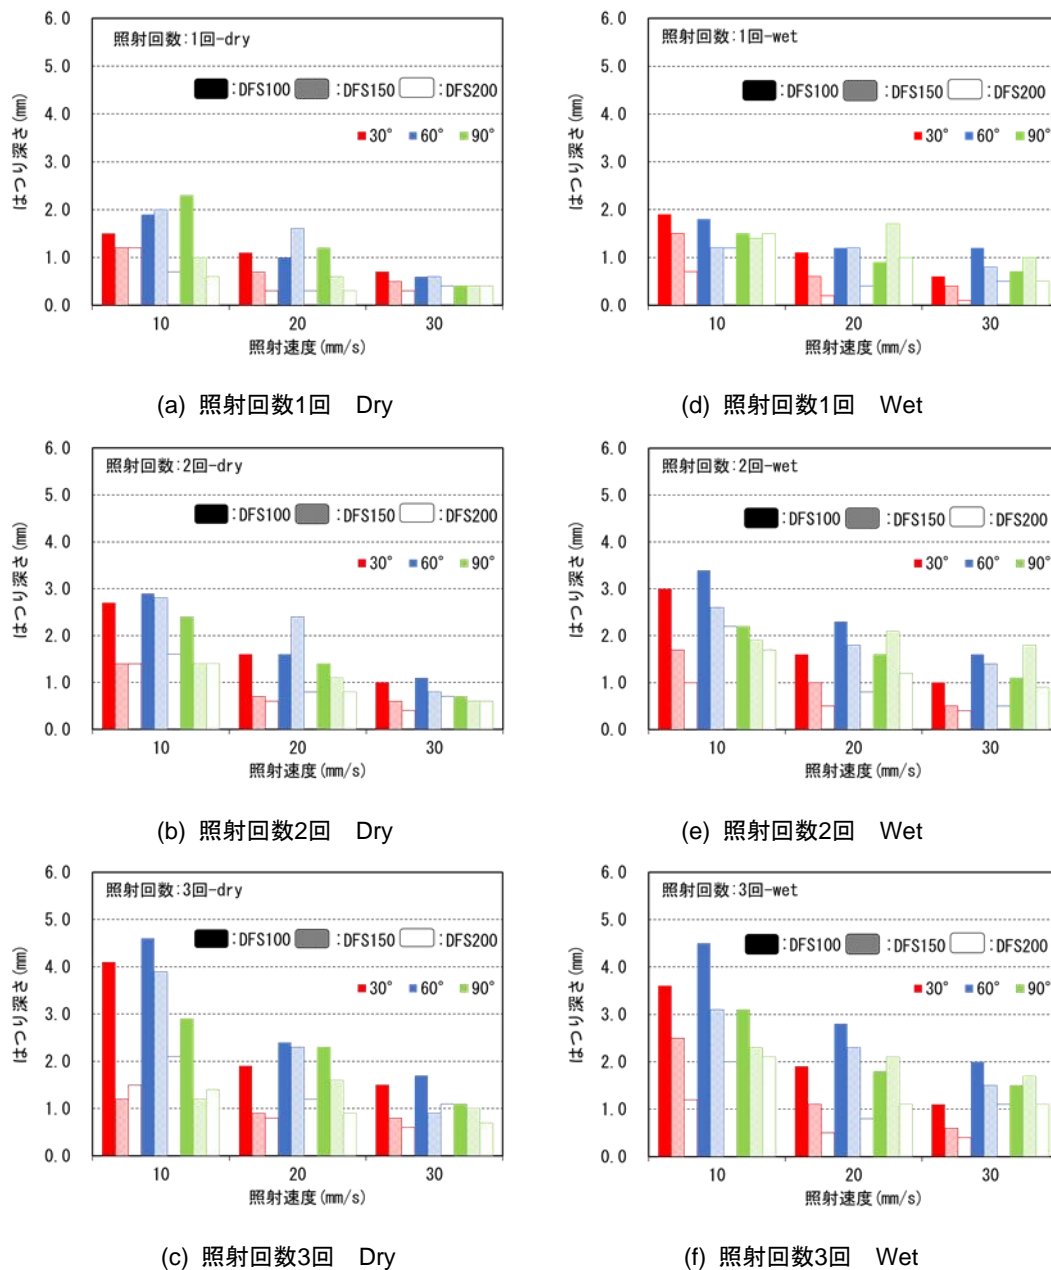 6.0
5.0
4.0
3.0
2.0
1.0
0.0
はつり深さ(mm)
照射回数:1回-dry
:DFS100 :DFS150 :DFS200
30° 60° 90°
10 20 30
照射速度(mm/s)
(a) 照射回数1回 Dry
6.0
5.0
4.0
3.0
2.0
1.0
0.0
はつり深さ(mm)
照射回数:1回-wet
:DFS100 :DFS150 :DFS200
30° 60° 90°
10 20 30
照射速度(mm/s)
(d) 照射回数1回 Wet
6.0
5.0
4.0
3.0
2.0
1.0
0.0
はつり深さ(mm)
照射回数:2回-dry
:DFS100 :DFS150 :DFS200
30° 60° 90°
10 20 30
照射速度(mm/s)
(b) 照射回数2回 Dry
6.0
5.0
4.0
3.0
2.0
1.0
0.0
はつり深さ(mm)
照射回数:2回-wet
:DFS100 :DFS150 :DFS200
30° 60° 90°
10 20 30
照射速度(mm/s)
(e) 照射回数2回 Wet
6.0
5.0
4.0
3.0
2.0
1.0
0.0
はつり深さ(mm)
照射回数:3回-dry
:DFS100 :DFS150 :DFS200
30° 60° 90°
10 20 30
照射速度(mm/s)
(c) 照射回数3回 Dry
6.0
5.0
4.0
3.0
2.0
1.0
0.0
はつり深さ(mm)
照射回数:3回-wet
:DFS100 :DFS150 :DFS200
30° 60° 90°
10 20 30
照射速度(mm/s)
(f) 照射回数3回 Wet